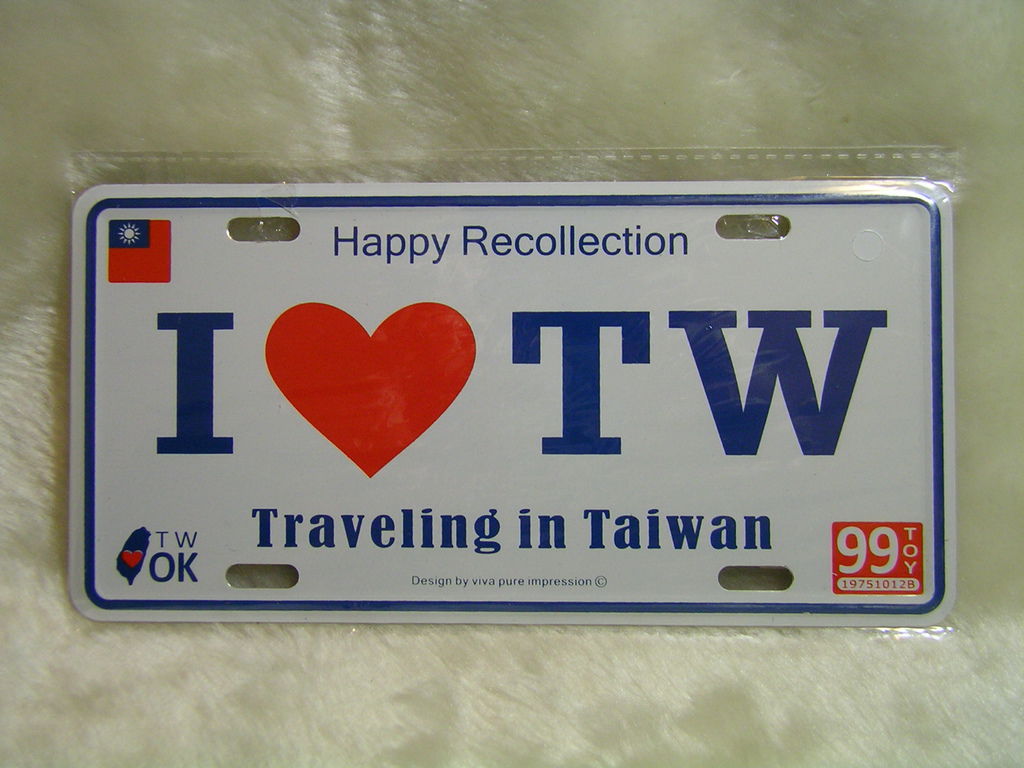 Happy Recollection
I ❤ TW
Traveling in Taiwan
TW
OK
Design by viva pure impression ©
99
TOY
19751012B